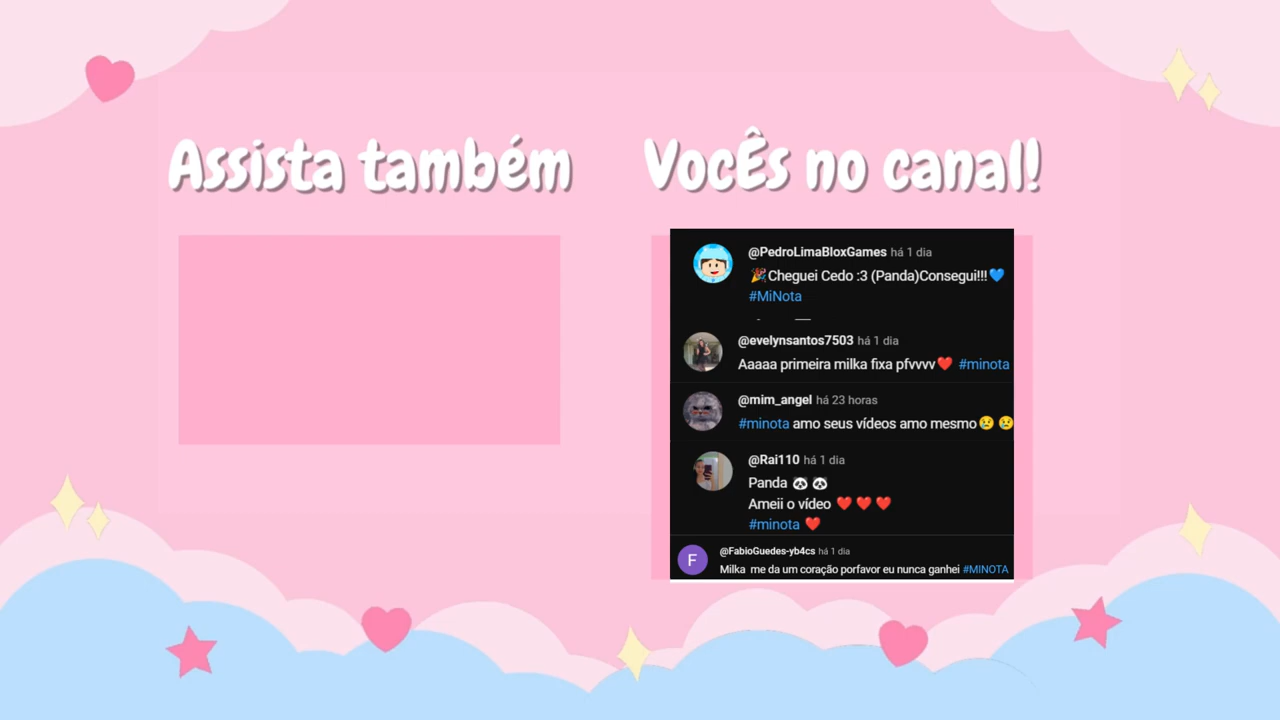 Assista também
VocÊs no canal!
@PedroLimaBloxGames há 1 dia
🎉Cheguei Cedo :3 (Panda)Consegui!!!💙
#MiNota
@evelynsantos7503 há 1 dia
Aaaaa primeira milka fixa pfvvvv❤️ #minota
@mim_angel há 23 horas
#minota amo seus vídeos amo mesmo😢😢
@Rai110 há 1 dia
Panda 🐼🐼
Ameii o vídeo ❤️❤️❤️
#minota ❤️
F
@FabioGuedes-yb4cs há 1 dia
Milka me da um coração porfavor eu nunca ganhei #MINOTA